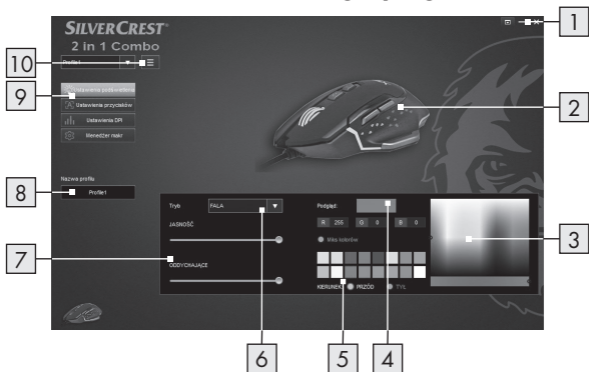 SILVERCREST®
2 in 1 Combo
1
10
Profile1
9
Ustawienia podświetlenia
2
Ustawienia przycisków
Ustawienia DPI
Menedżer makr
Nazwa profilu
8
Profile1
Tryb
FALA
Podgląd:
R 255 G 0 B 0
3
JASNOŚĆ
Wiele kolorów
7
ODDYCHAJĄCE
KIERUNEK: PRZÓD TYŁ
6
5
4